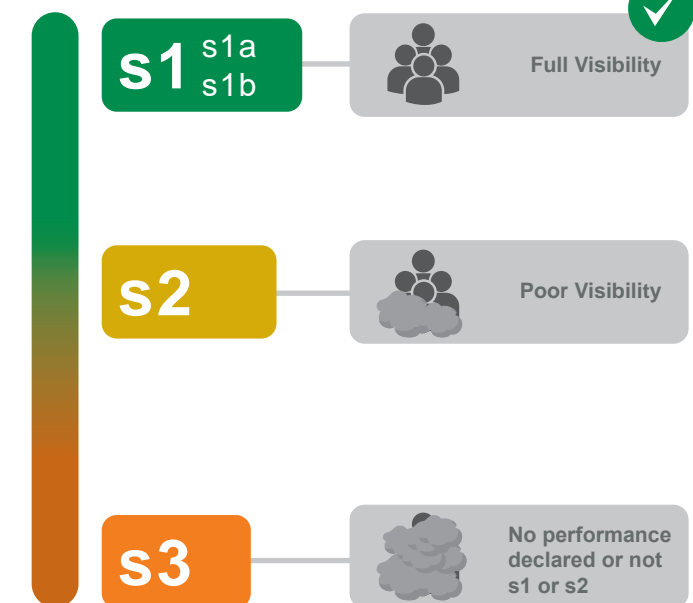 s1 s1a
s1b
Full Visibility
s2
Poor Visibility
s3
No performance
declared or not
s1 or s2